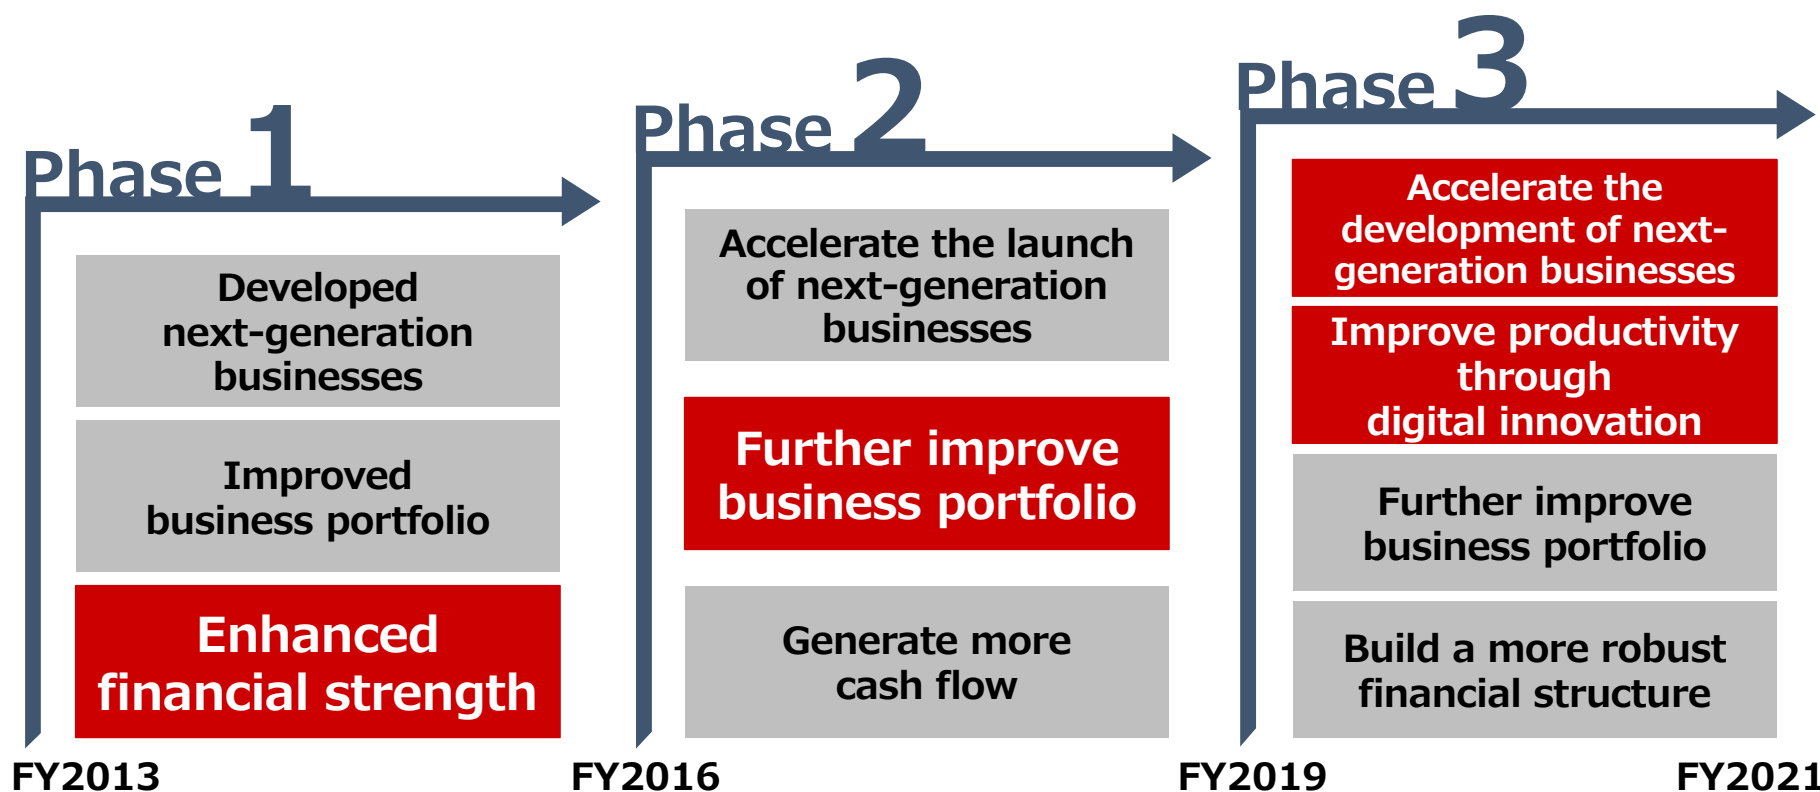 Phase 1
Developed
next-generation
businesses
Improved
business portfolio
Enhanced
financial strength
Phase 2
Accelerate the launch
of next-generation
businesses
Further improve
business portfolio
Generate more
cash flow
Phase 3
Accelerate the
development of next-
generation businesses
Improve productivity
through
digital innovation
Further improve
business portfolio
Build a more robust
financial structure
FY2013
FY2016
FY2019
FY2021